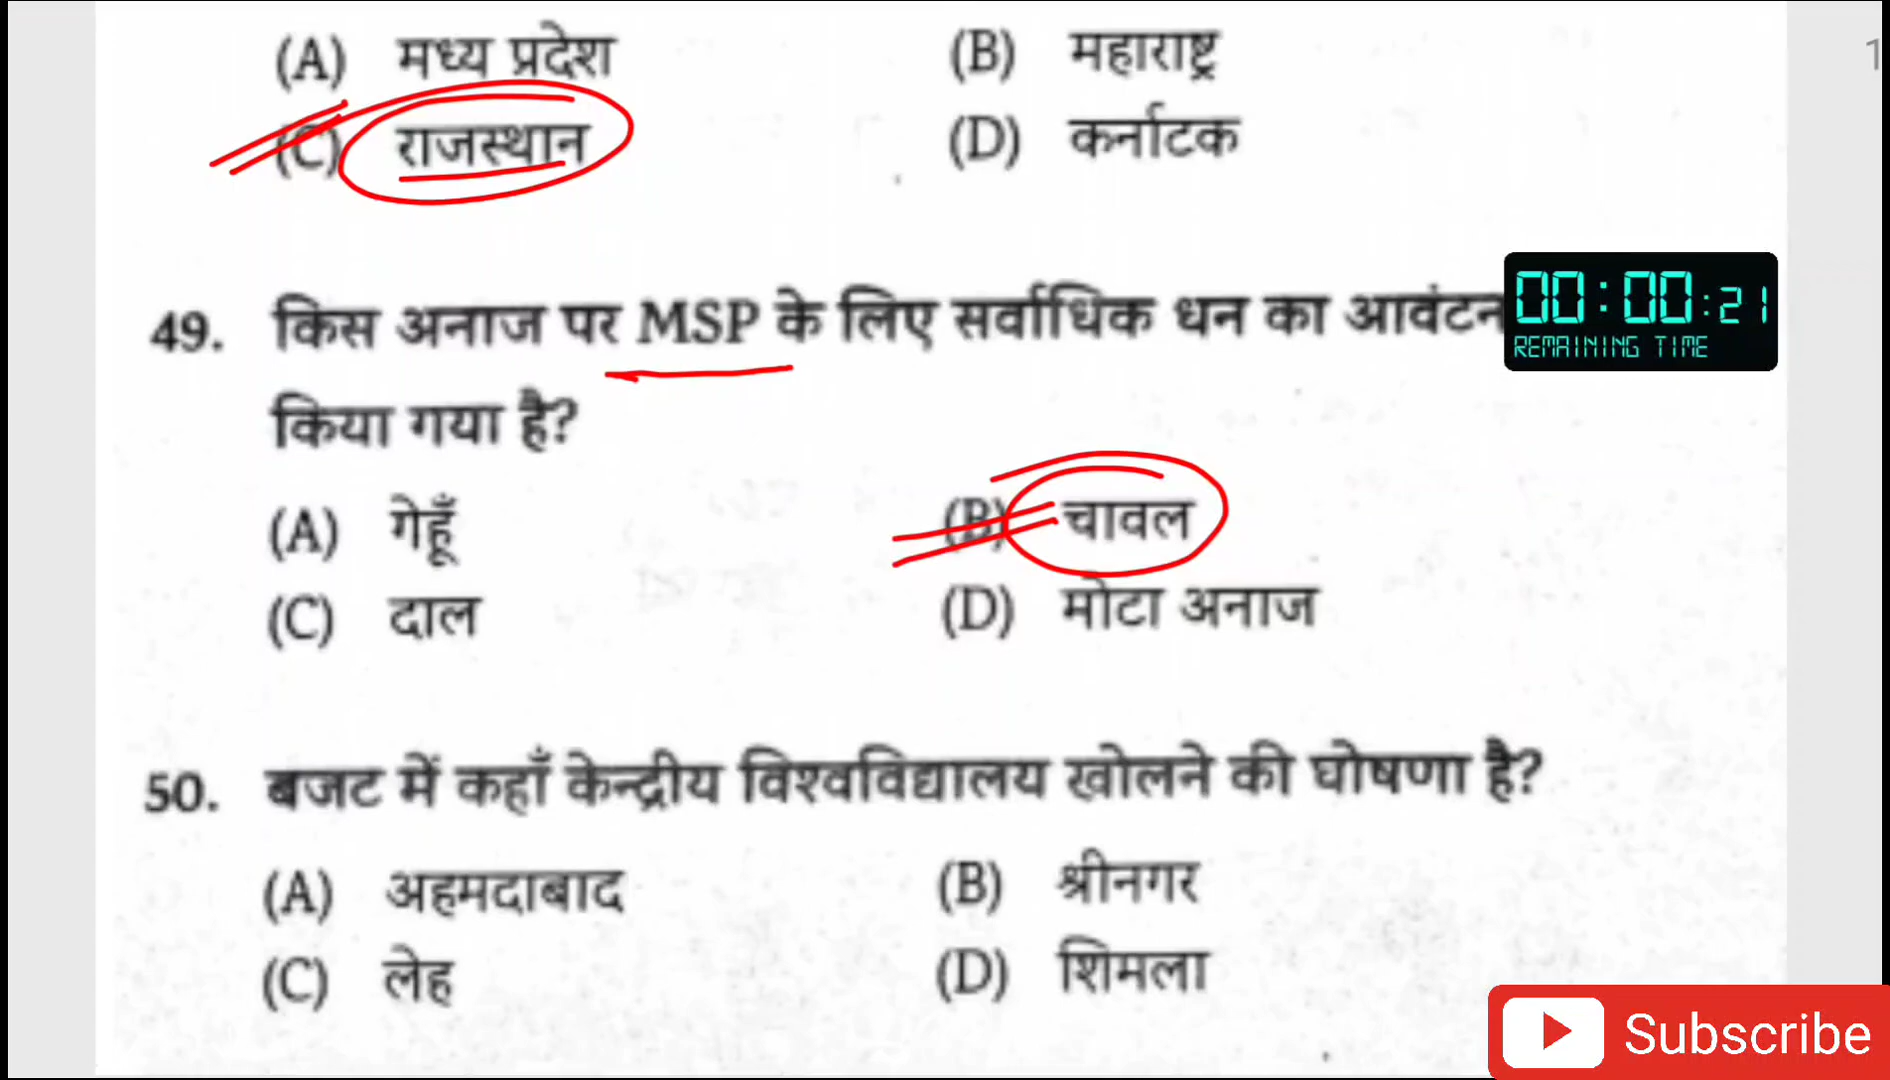 (A) मध्य प्रदेश (B) महाराष्ट्र
(C) राजस्थान (D) कर्नाटक
49. किस अनाज पर MSP के लिए सर्वाधिक धन का आवंटन
किया गया है?
(A) गेहूँ (B) चावल
(C) दाल (D) मोटा अनाज
50. बजट में कहाँ केन्द्रीय विश्वविद्यालय खोलने की घोषणा है?
(A) अहमदाबाद (B) श्रीनगर
(C) लेह (D) शिमला
00:00:21
REMAINING TIME
1
Subscribe